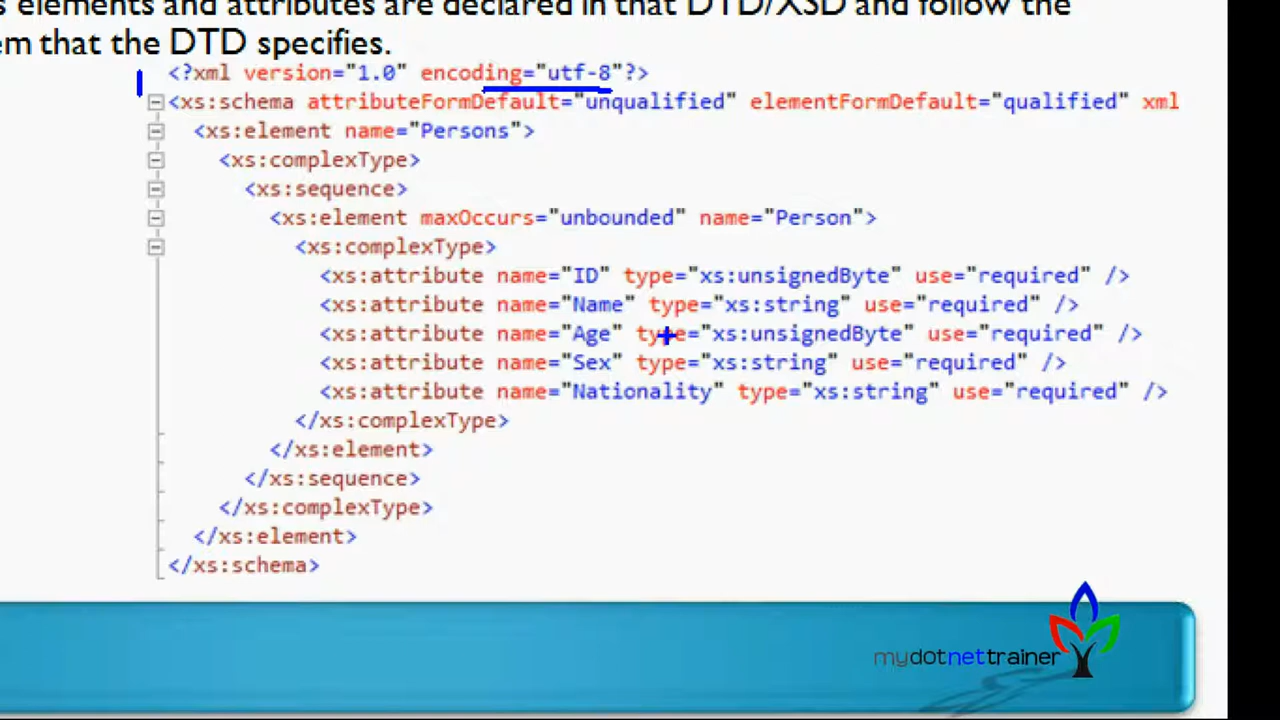 s elements and attributes are declared in that DTD/XSD and follow the
em that the DTD specifies.
<?xml version="1.0" encoding="utf-8"?>
<xs:schema attributeFormDefault="unqualified" elementFormDefault="qualified" xml
<xs:element name="Persons">
<xs:complexType>
<xs:sequence>
<xs:element maxOccurs="unbounded" name="Person">
<xs:complexType>
<xs:attribute name="ID" type="xs:unsignedByte" use="required" />
<xs:attribute name="Name" type="xs:string" use="required" />
<xs:attribute name="Age" type="xs:unsignedByte" use="required" />
<xs:attribute name="Sex" type="xs:string" use="required" />
<xs:attribute name="Nationality" type="xs:string" use="required" />
</xs:complexType>
</xs:element>
</xs:sequence>
</xs:complexType>
</xs:element>
</xs:schema>
mydotnettrainer